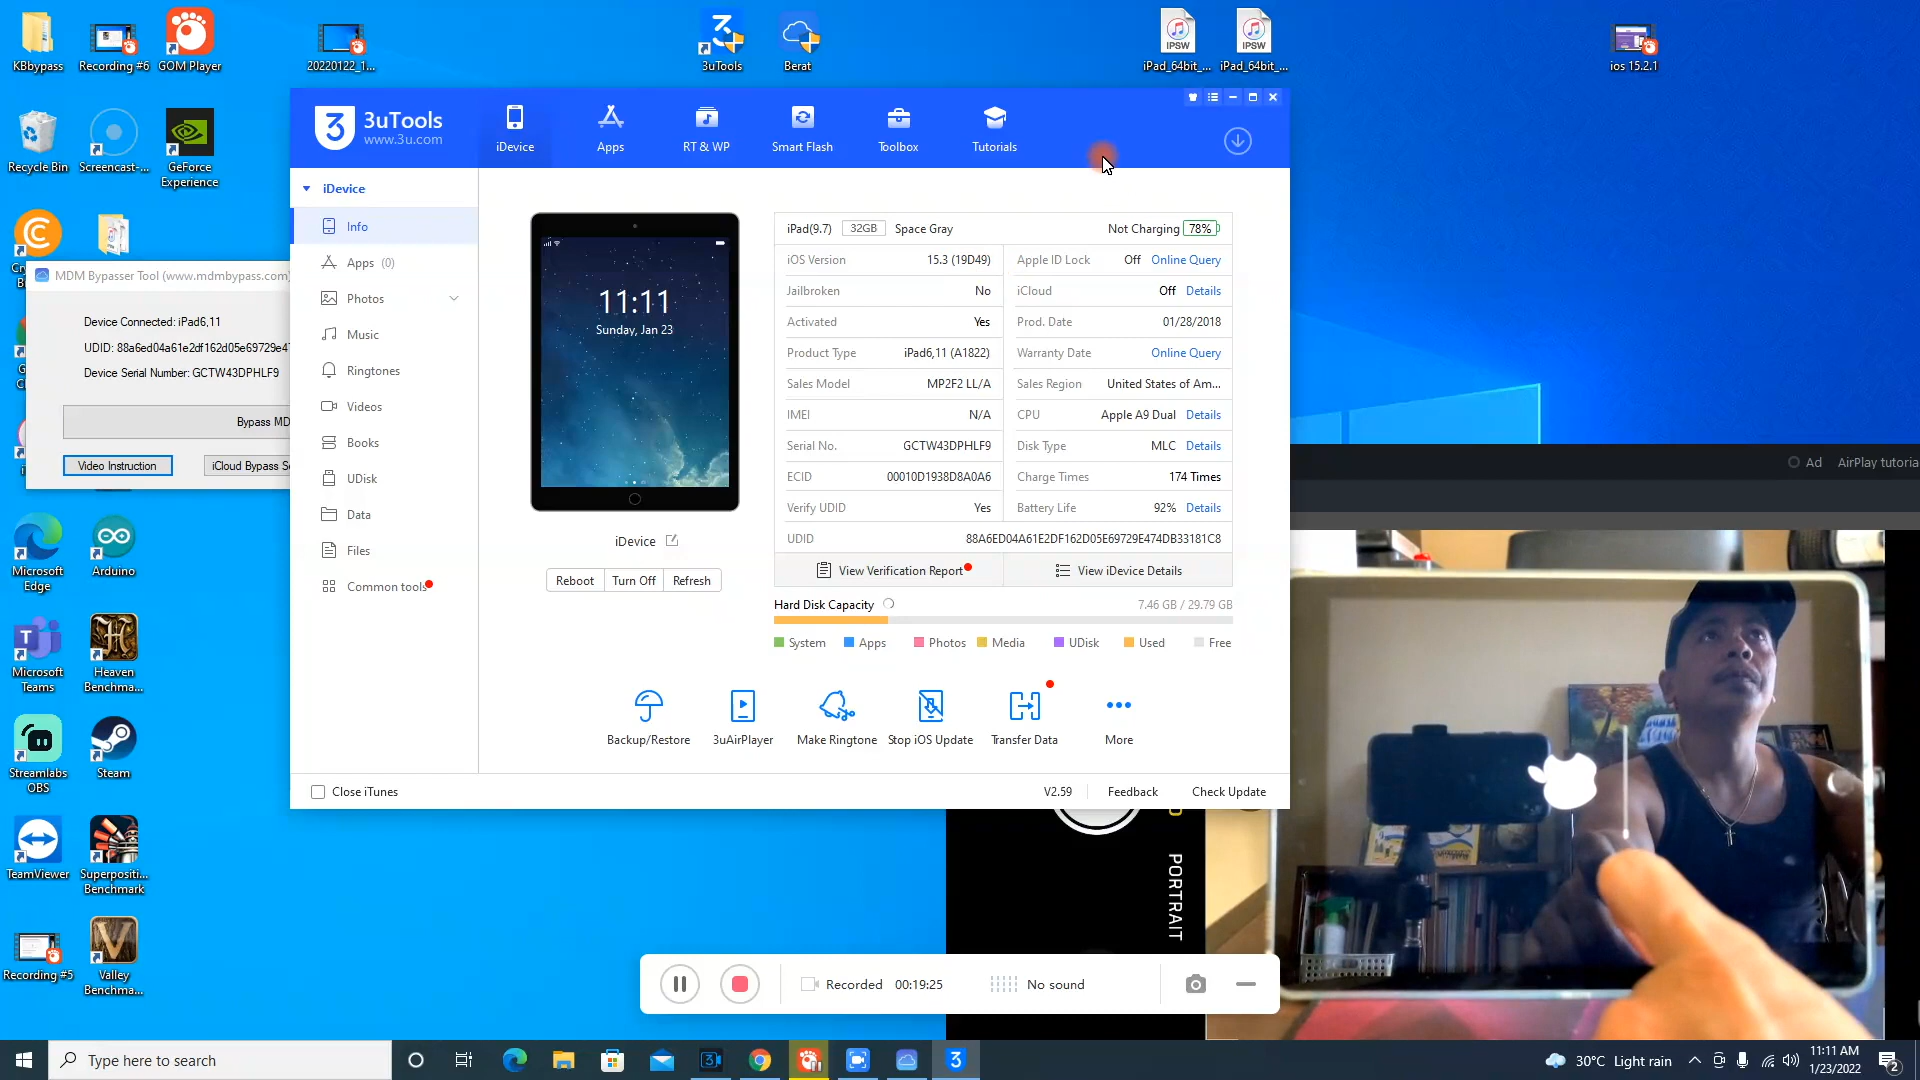 KBbypass
Recording #6
GOM Player
20220122_1...
3uTools
Berat
iPad_64bit_...
iPad_64bit_...
ios 15.2.1
Recycle Bin
Screencast-...
GeForce
Experience
3uTools
www.3u.com
iDevice
Apps
RT & WP
Smart Flash
Toolbox
Tutorials
iDevice
Info
Apps (0)
Photos
Music
Ringtones
Videos
Books
UDisk
Data
Files
Common tools
MDM Bypasser Tool (www.mdmbypass.com)
Device Connected: iPad6,11
UDID: 88a6ed04a61e2df162d05e69729e4
Device Serial Number: GCTW43DPHLF9
Bypass MD
Video Instruction
iCloud Bypass Se
11:11
Sunday, Jan 23
iDevice
Reboot
Turn Off
Refresh
iPad(9.7) 32GB Space Gray Not Charging 78%
iOS Version 15.3 (19D49) Apple ID Lock Off Online Query
Jailbroken No iCloud Off Details
Activated Yes Prod. Date 01/28/2018
Product Type iPad6,11 (A1822) Warranty Date Online Query
Sales Model MP2F2 LL/A Sales Region United States of Am...
IMEI N/A CPU Apple A9 Dual Details
Serial No. GCTW43DPHLF9 Disk Type MLC Details
ECID 00010D1938D8A0A6 Charge Times 174 Times
Verify UDID Yes Battery Life 92% Details
UDID 88A6ED04A61E2DF162D05E69729E474DB33181C8
View Verification Report View iDevice Details
Hard Disk Capacity 7.46 GB / 29.79 GB
System Apps Photos Media UDisk Used Free
Backup/Restore
3uAirPlayer
Make Ringtone
Stop iOS Update
Transfer Data
More
Close iTunes
V2.59
Feedback
Check Update
Ad
AirPlay tutoria
Microsoft
Edge
Arduino
Microsoft
Teams
Heaven
Benchma...
Streamlabs
OBS
Steam
TeamViewer
Superpositi...
Benchmark
Recording #5
Valley
Benchma...
PORTRAIT
Recorded 00:19:25
No sound
Type here to search
30°C Light rain
11:11 AM
1/23/2022
2